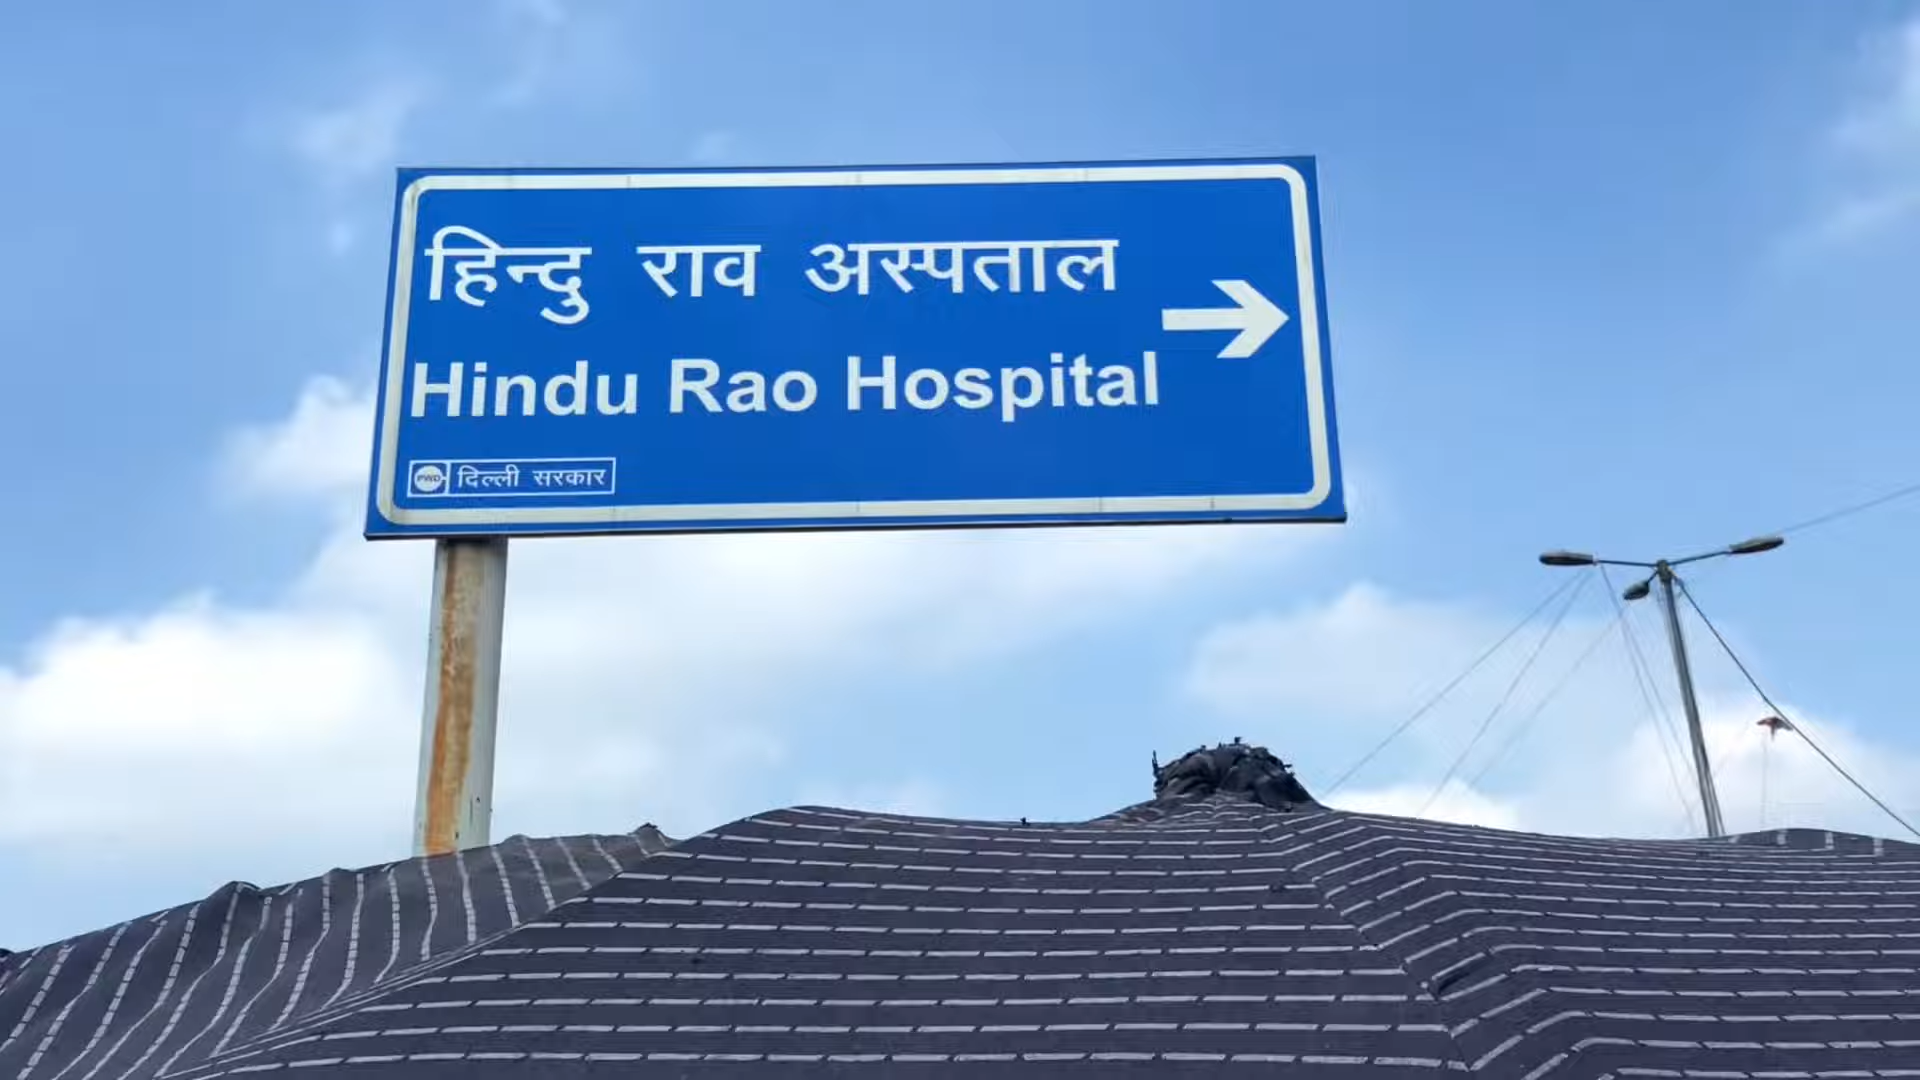 हिन्दु राव अस्पताल
Hindu Rao Hospital
PWD दिल्ली सरकार